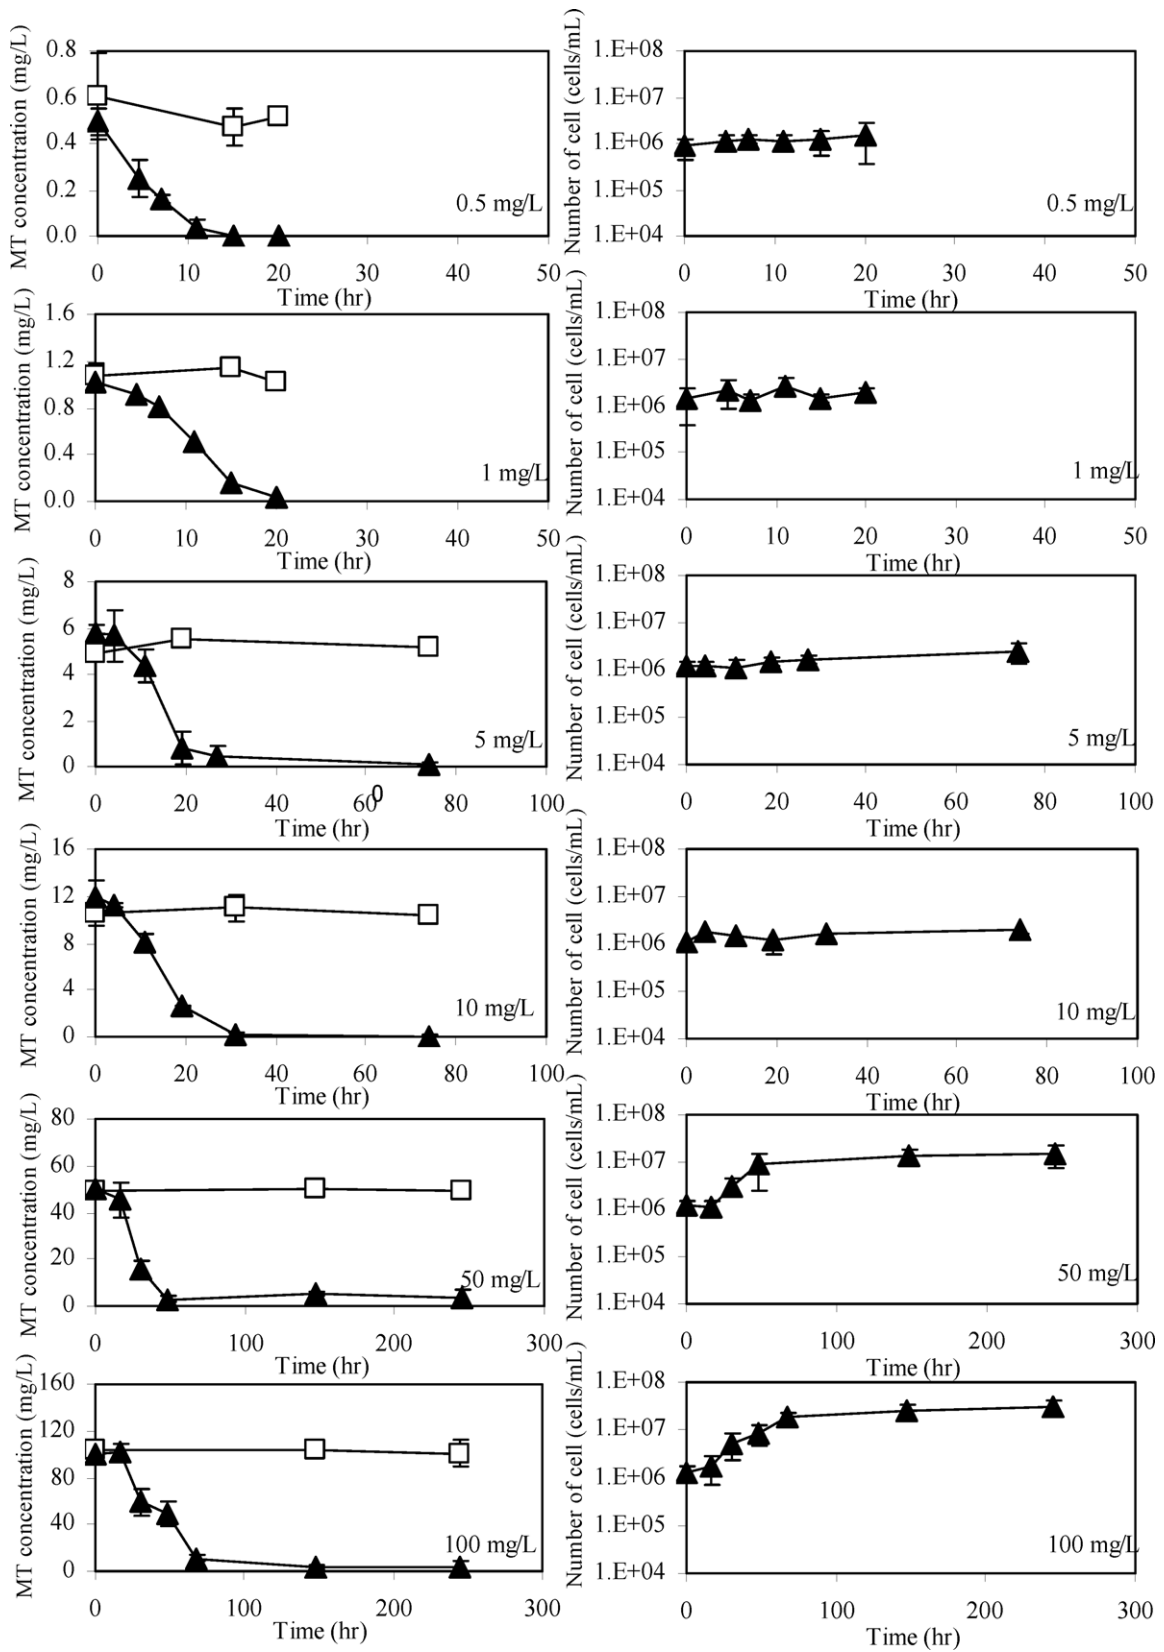 MT concentration (mg/L)
0.8
0.6
0.4
0.2
0.0
0 10 20 30 40 50
Time (hr)
0.5 mg/L
Number of cell (cells/mL)
1.E+08
1.E+07
1.E+06
1.E+05
1.E+04
0 10 20 30 40 50
Time (hr)
0.5 mg/L
MT concentration (mg/L)
1.6
1.2
0.8
0.4
0.0
0 10 20 30 40 50
Time (hr)
1 mg/L
Number of cell (cells/mL)
1.E+08
1.E+07
1.E+06
1.E+05
1.E+04
0 10 20 30 40 50
Time (hr)
1 mg/L
MT concentration (mg/L)
8
6
4
2
0
0 20 40 60 80 100
0
Time (hr)
5 mg/L
Number of cell (cells/mL)
1.E+08
1.E+07
1.E+06
1.E+05
1.E+04
0 20 40 60 80 100
Time (hr)
5 mg/L
MT concentration (mg/L)
16
12
8
4
0
0 20 40 60 80 100
Time (hr)
10 mg/L
Number of cell (cells/mL)
1.E+08
1.E+07
1.E+06
1.E+05
1.E+04
0 20 40 60 80 100
Time (hr)
10 mg/L
MT concentration (mg/L)
80
60
40
20
0
0 100 200 300
Time (hr)
50 mg/L
Number of cell (cells/mL)
1.E+08
1.E+07
1.E+06
1.E+05
1.E+04
0 100 200 300
Time (hr)
50 mg/L
MT concentration (mg/L)
160
120
80
40
0
0 100 200 300
Time (hr)
100 mg/L
Number of cell (cells/mL)
1.E+08
1.E+07
1.E+06
1.E+05
1.E+04
0 100 200 300
Time (hr)
100 mg/L